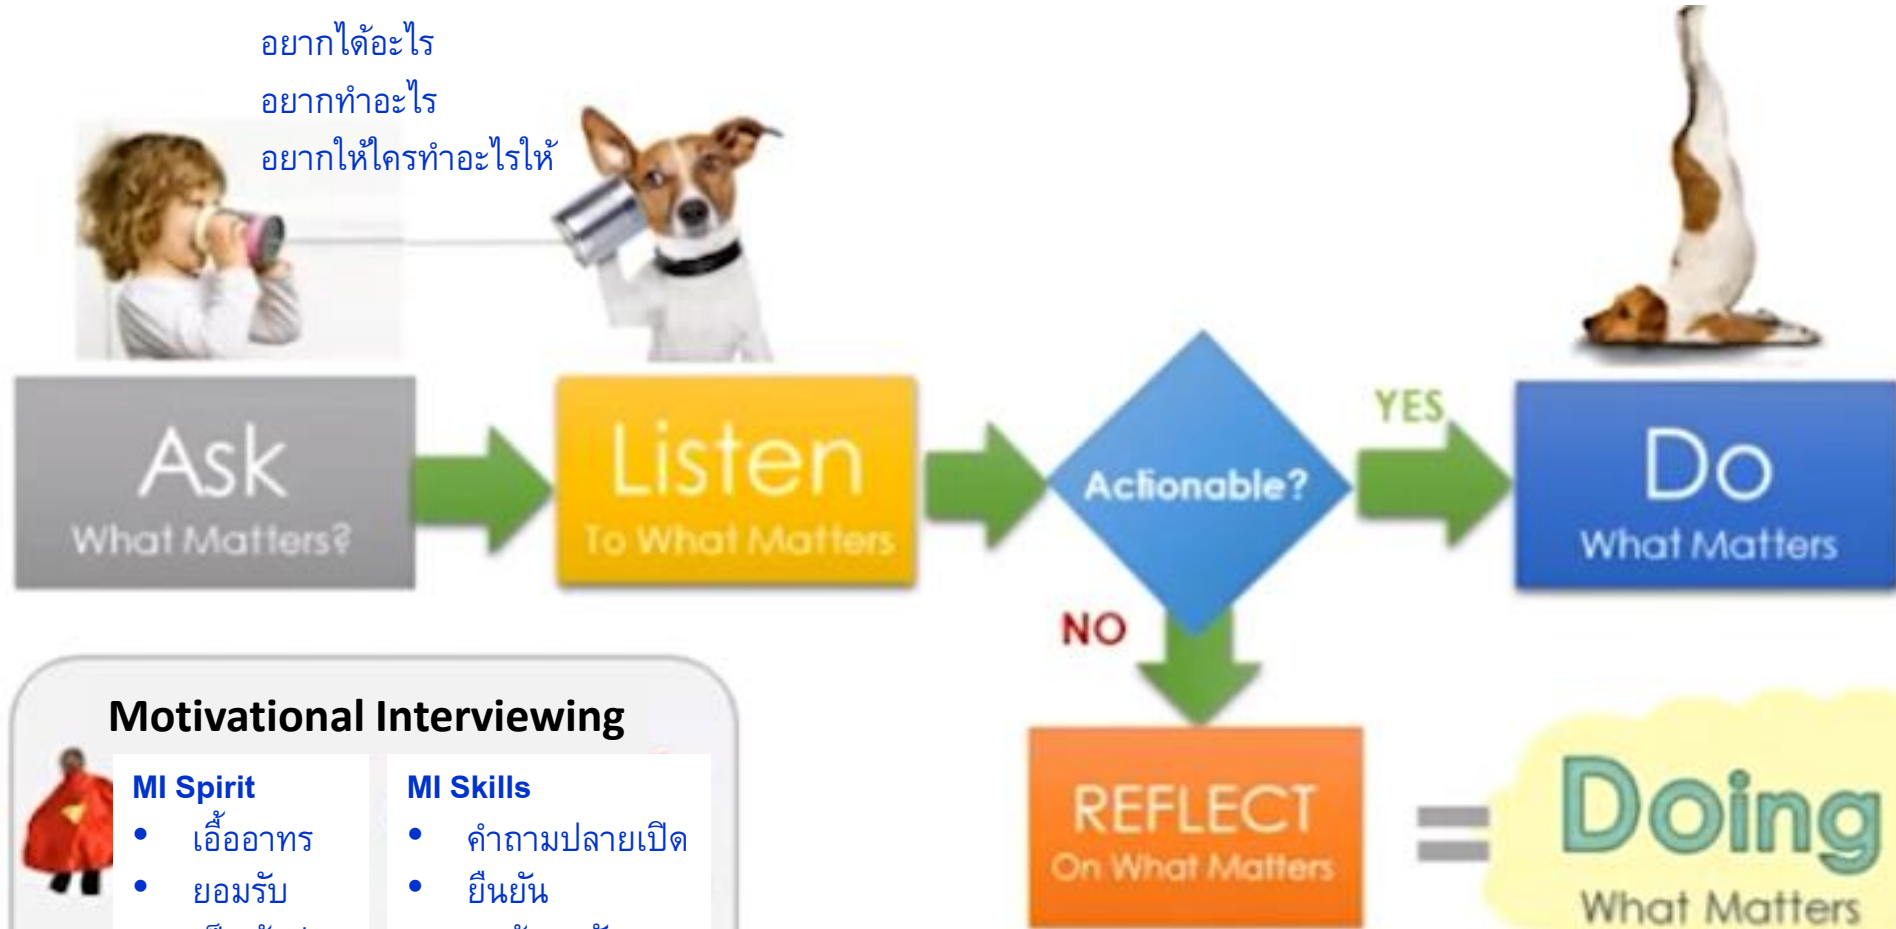 อยากได้อะไร
อยากทำอะไร
อยากให้ใครทำอะไรให้
Ask
What Matters?
Listen
To What Matters
Actionable?
YES
Do
What Matters
NO
REFLECT
On What Matters
=
Doing
What Matters
Motivational Interviewing
MI Spirit
• เอื้ออาทร
• ยอมรับ
MI Skills
• คำถามปลายเปิด
• ยืนยัน